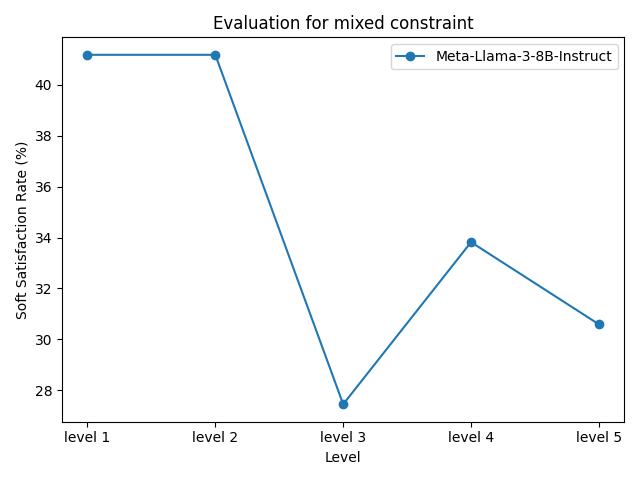 Evaluation for mixed constraint
Meta-Llama-3-8B-Instruct
Soft Satisfaction Rate (%)
40
38
36
34
32
30
28
level 1
level 2
level 3
level 4
level 5
Level